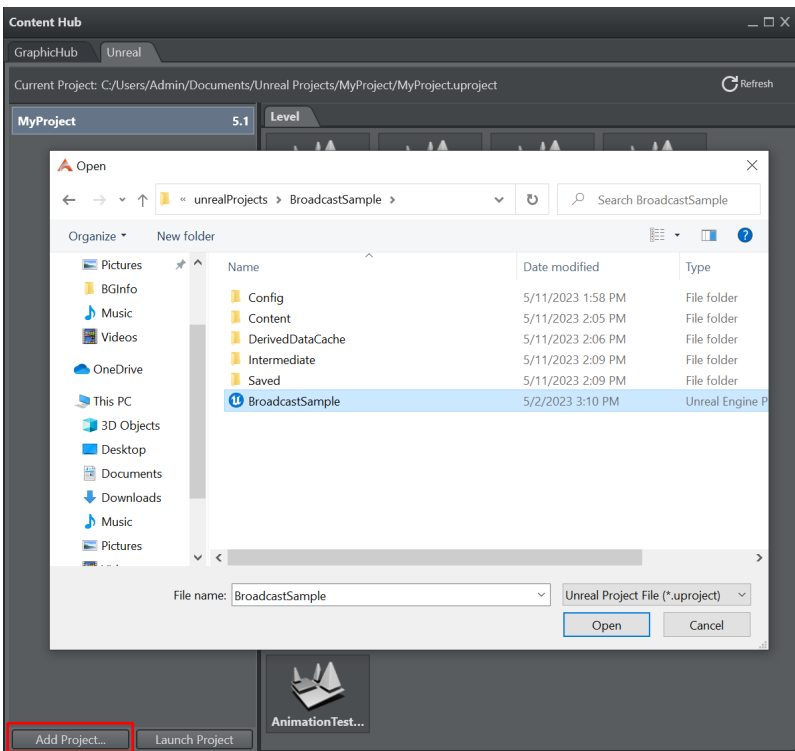 Content Hub
GraphicHub Unreal
Current Project: C:/Users/Admin/Documents/Unreal Projects/MyProject/MyProject.uproject Refresh
MyProject 5.1
Level
Open
« unrealProjects > BroadcastSample > Search BroadcastSample
Organize New folder
Pictures
BGInfo
Music
Videos
OneDrive
This PC
3D Objects
Desktop
Documents
Downloads
Music
Pictures
Name Date modified Type
Config 5/11/2023 1:58 PM File folder
Content 5/11/2023 2:05 PM File folder
DerivedDataCache 5/11/2023 2:06 PM File folder
Intermediate 5/11/2023 2:09 PM File folder
Saved 5/11/2023 2:09 PM File folder
BroadcastSample 5/2/2023 3:10 PM Unreal Engine P
File name: BroadcastSample Unreal Project File (*.uproject)
Open Cancel
AnimationTest...
Add Project... Launch Project